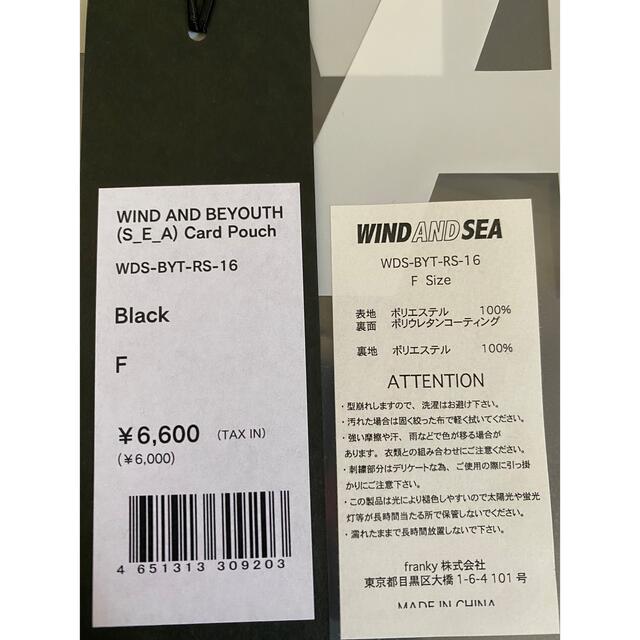 WIND AND BEYOUTH
(S_E_A) Card Pouch
WDS-BYT-RS-16
Black
F
¥6,600 (TAX IN)
(¥6,000)
4 651313 309203
WIND AND SEA
WDS-BYT-RS-16
F Size
表地 ポリエステル 100%
裏面 ポリウレタンコーティング
裏地 ポリエステル 100%
ATTENTION
・型崩れしますので、洗濯はお避け下さい。
・汚れた場合は固く絞った布で軽く拭いてください。
・強い摩擦や汗、雨などで色が移る場合が
あります。衣類との組み合わせにご注意下さい。
・刺繍部分はデリケートな為、ご使用の際に引っ掛
かりにご注意下さい。
・この製品は光により褪色しやすいので太陽光や蛍光
灯等が長時間当たる所で保管しないでください。
・濡れたままで長時間放置しないで下さい。
franky 株式会社
東京都目黒区大橋 1-6-4 101 号
MADE IN CHINA